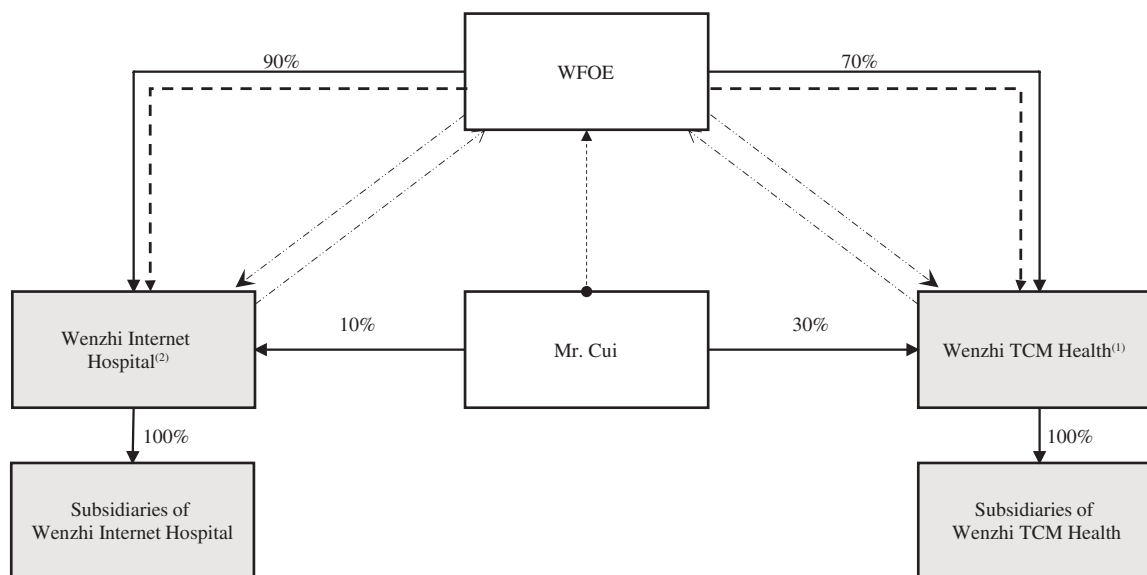 90%
WFOE
70%
Wenzhi Internet
Hospital(2)
10%
Mr. Cui
30%
Wenzhi TCM Health(1)
100%
100%
Subsidiaries of
Wenzhi Internet Hospital
Subsidiaries of
Wenzhi TCM Health